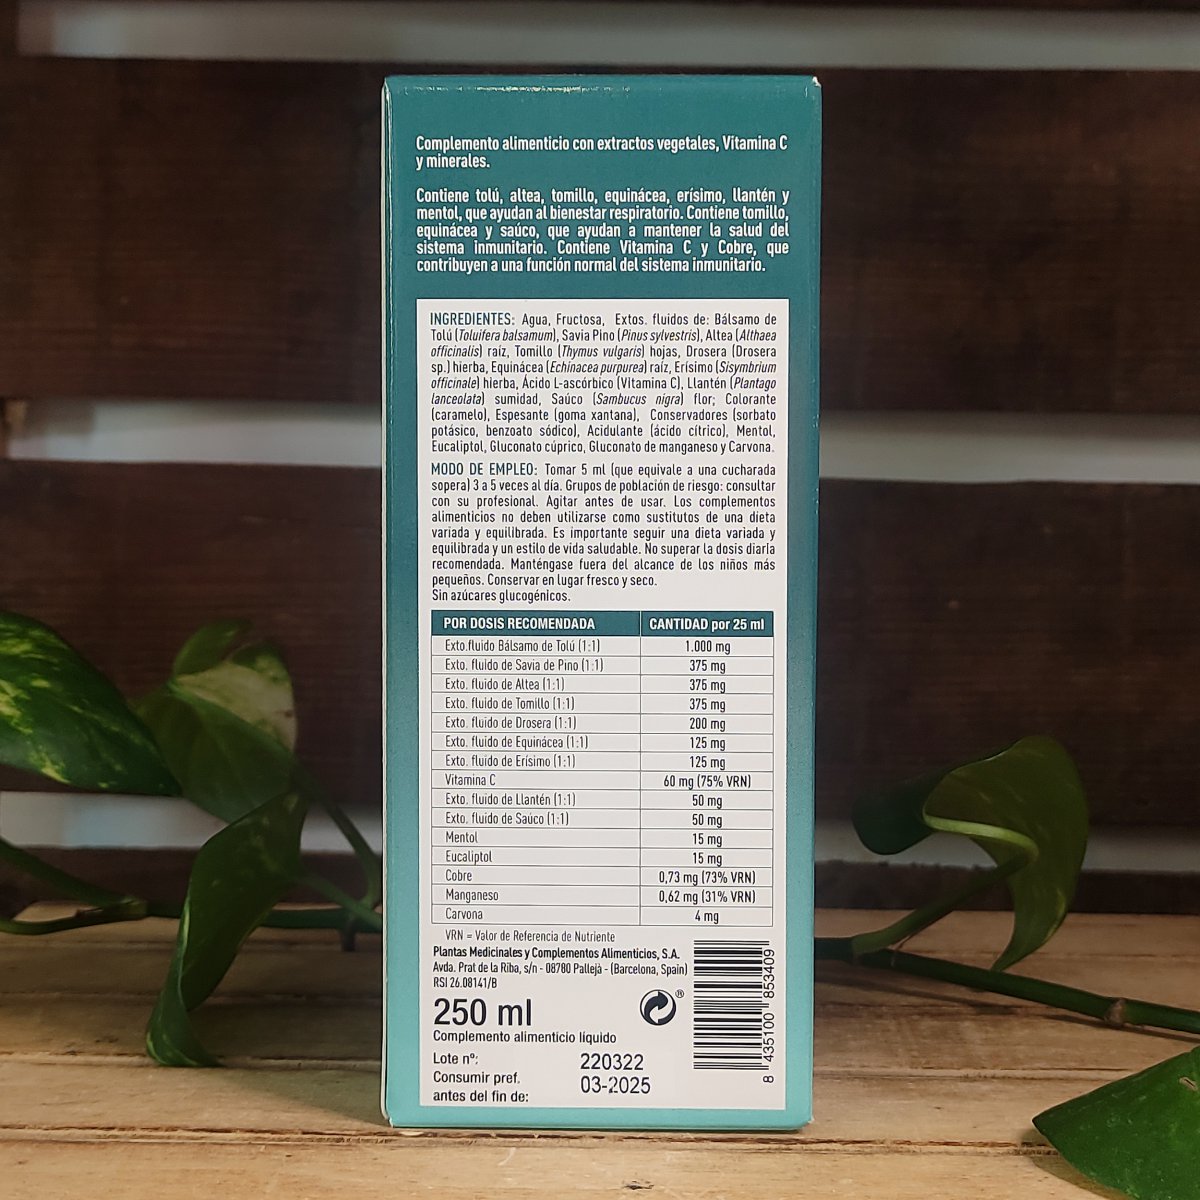 Complemento alimenticio con extractos vegetales, Vitamina C
y minerales.
Contiene tolú, altea, tomillo, equinácea, erísimo, llantén y
mentol, que ayudan al bienestar respiratorio. Contiene tomillo,
equinácea y saúco, que ayudan a mantener la salud del
sistema inmunitario. Contiene Vitamina C y Cobre, que
contribuyen a una función normal del sistema inmunitario.
INGREDIENTES: Agua, Fructosa, Extos. fluidos de: Bálsamo de
Tolú (Toluifera balsamum), Savia Pino (Pinus sylvestris), Altea (Althaea
officinalis) raíz, Tomillo (Thymus vulgaris) hojas, Drosera (Drosera
sp.) hierba, Equinácea (Echinacea purpurea) raíz, Erísimo (Sisymbrium
officinale) hierba, Ácido L-ascórbico (Vitamina C), Llantén (Plantago
lanceolata) sumidad, Saúco (Sambucus nigra) flor; Colorante
(caramelo), Espesante (goma xantana), Conservadores (sorbato
potásico, benzoato sódico), Acidulante (ácido cítrico), Mentol,
Eucaliptol, Gluconato cúprico, Gluconato de manganeso y Carvona.
MODO DE EMPLEO: Tomar 5 ml (que equivale a una cucharada
sopera) 3 a 5 veces al día. Grupos de población de riesgo: consultar
con su profesional. Agitar antes de usar. Los complementos
alimenticios no deben utilizarse como sustitutos de una dieta
variada y equilibrada. Es importante seguir una dieta variada y
equilibrada y un estilo de vida saludable. No superar la dosis diaria
recomendada. Manténgase fuera del alcance de los niños más
pequeños. Conservar en lugar fresco y seco.
Sin azúcares glucogénicos.
POR DOSIS RECOMENDADA CANTIDAD por 25 ml
Exto.fluido Bálsamo de Tolú (1:1) 1.000 mg
Exto. fluido de Savia de Pino (1:1) 375 mg
Exto. fluido de Altea (1:1) 375 mg
Exto. fluido de Tomillo (1:1) 375 mg
Exto. fluido de Drosera (1:1) 200 mg
Exto. fluido de Equinácea (1:1) 125 mg
Exto. fluido de Erísimo (1:1) 125 mg
Vitamina C 60 mg (75% VRN)
Exto. fluido de Llantén (1:1) 50 mg
Exto. fluido de Saúco (1:1) 50 mg
Mentol 15 mg
Eucaliptol 15 mg
Cobre 0,73 mg (73% VRN)
Manganeso 0,62 mg (31% VRN)
Carvona 4 mg
VRN = Valor de Referencia de Nutriente
Plantas Medicinales y Complementos Alimenticios, S.A.
Avda. Prat de la Riba, s/n - 08780 Pallejà - (Barcelona, Spain)
RSI 26.08141/B
250 ml
®
Complemento alimenticio líquido
Lote nº: 220322
Consumir pref. 03-2025
antes del fin de:
8 435100 853409